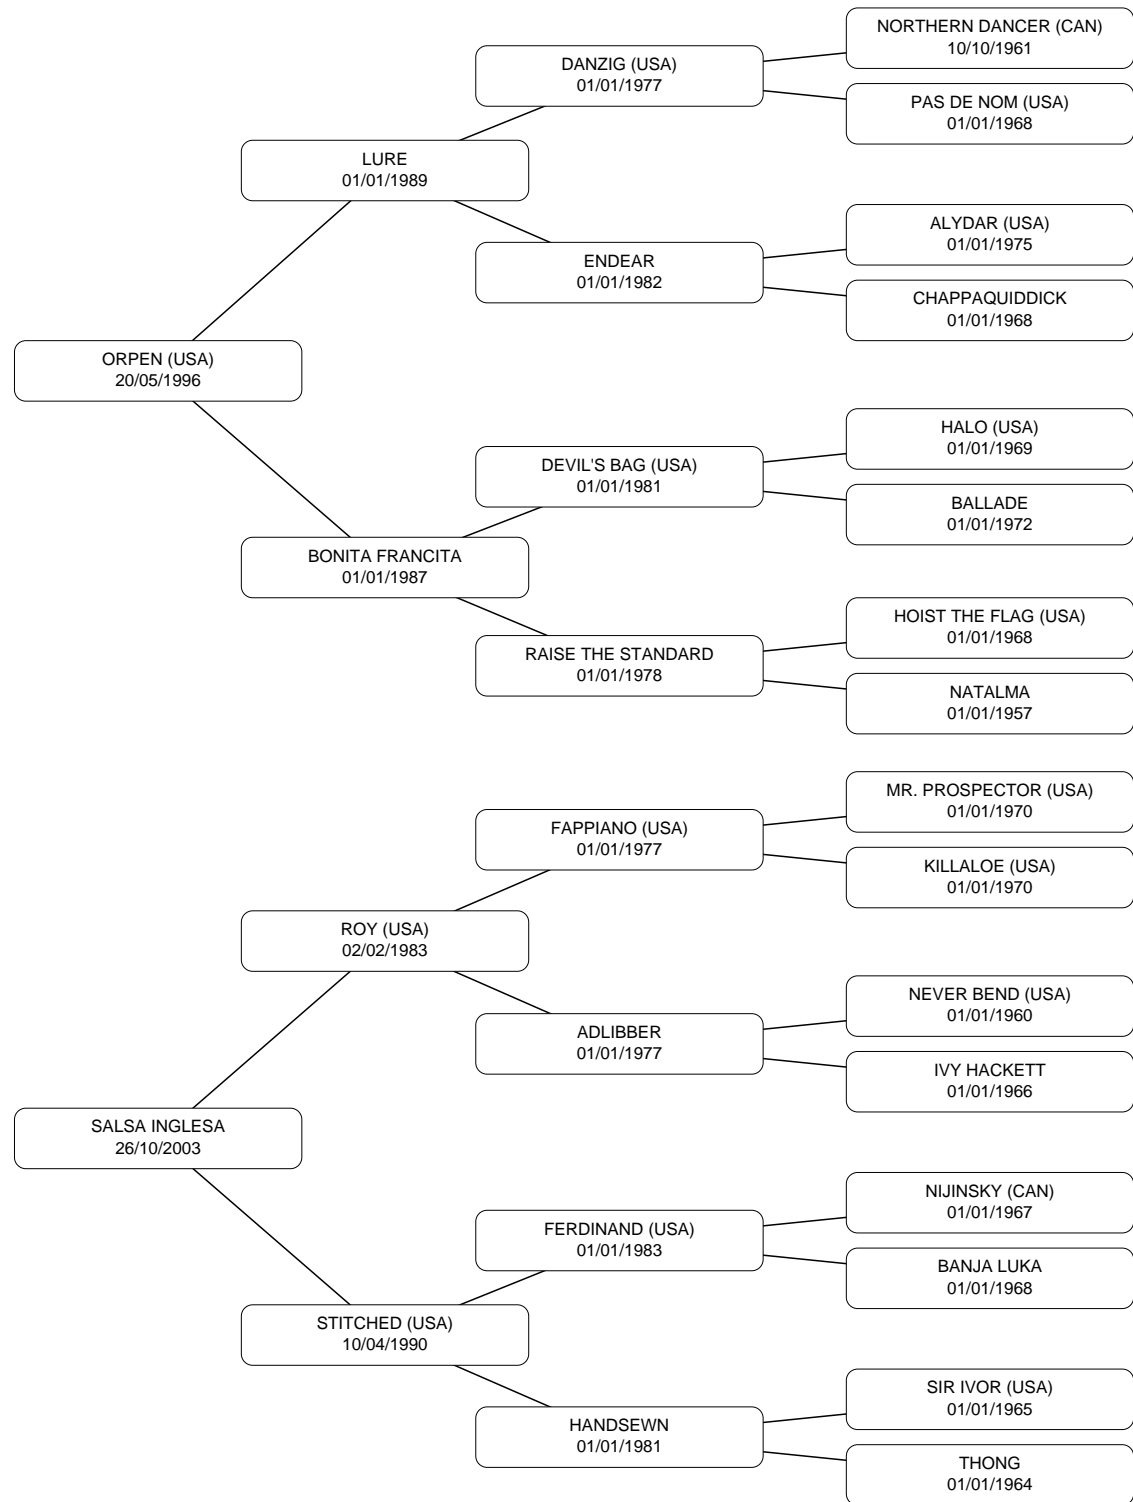 NORTHERN DANCER (CAN)
10/10/1961
DANZIG (USA)
01/01/1977
PAS DE NOM (USA)
01/01/1968
LURE
01/01/1989
ALYDAR (USA)
01/01/1975
ENDEAR
01/01/1982
CHAPPAQUIDDICK
01/01/1968
ORPEN (USA)
20/05/1996
HALO (USA)
01/01/1969
DEVIL'S BAG (USA)
01/01/1981
BALLADE
01/01/1972
BONITA FRANCITA
01/01/1987
HOIST THE FLAG (USA)
01/01/1968
RAISE THE STANDARD
01/01/1978
NATALMA
01/01/1957
MR. PROSPECTOR (USA)
01/01/1970
FAPPIANO (USA)
01/01/1977
KILLALOE (USA)
01/01/1970
ROY (USA)
02/02/1983
NEVER BEND (USA)
01/01/1960
ADLIBBER
01/01/1977
IVY HACKETT
01/01/1966
SALSA INGLESA
26/10/2003
NIJINSKY (CAN)
01/01/1967
FERDINAND (USA)
01/01/1983
BANJA LUKA
01/01/1968
STITCHED (USA)
10/04/1990
SIR IVOR (USA)
01/01/1965
HANDSEWN
01/01/1981
THONG
01/01/1964